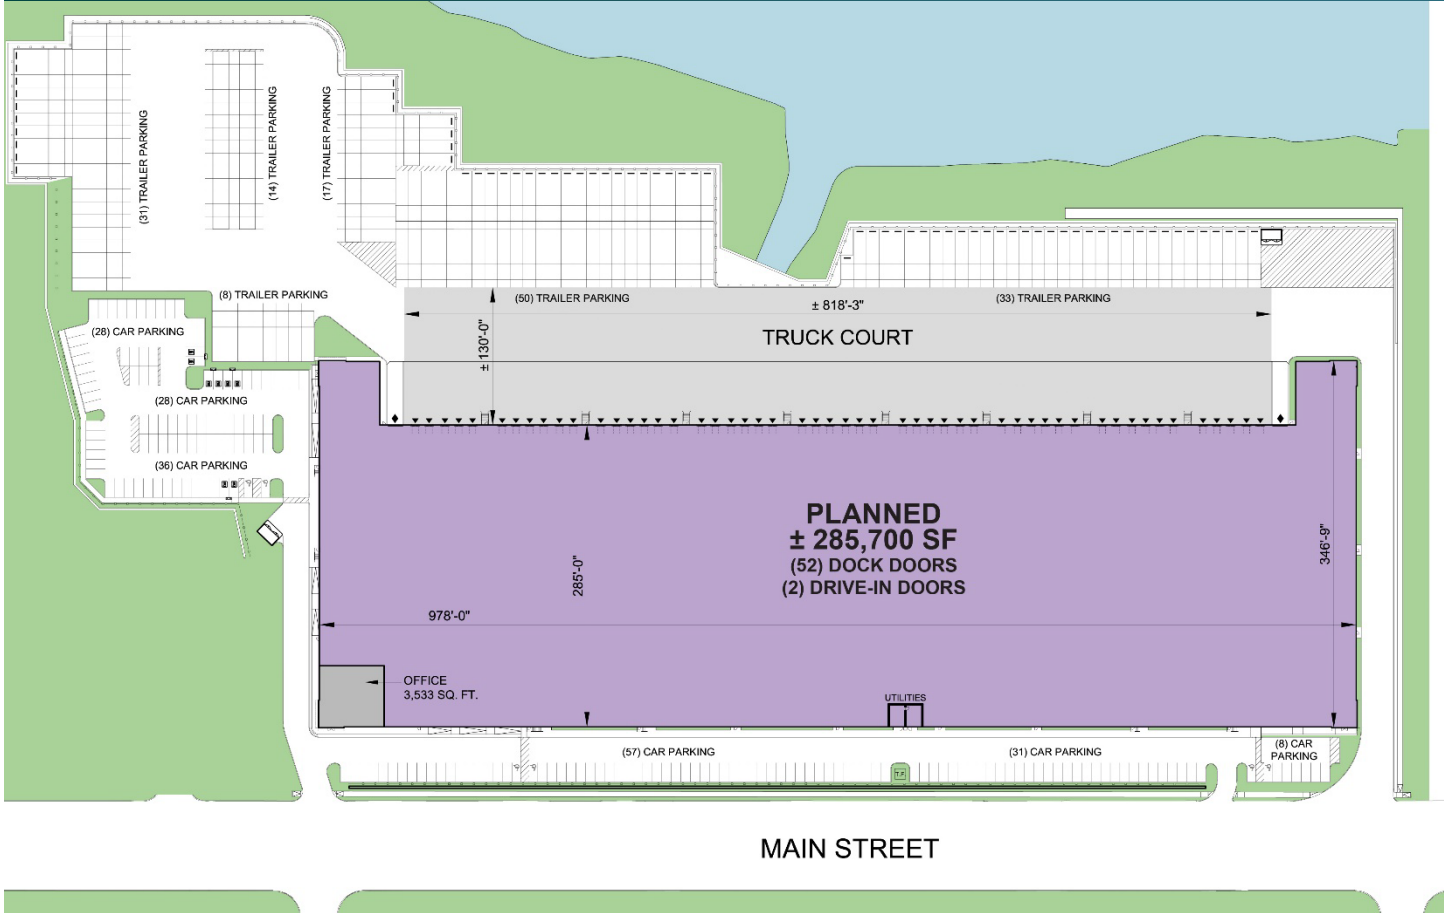 (31) TRAILER PARKING
(14) TRAILER PARKING
(17) TRAILER PARKING
(8) TRAILER PARKING
(50) TRAILER PARKING
(33) TRAILER PARKING
± 818'-3"
± 130'-0"
TRUCK COURT
(28) CAR PARKING
(28) CAR PARKING
(36) CAR PARKING
PLANNED
± 285,700 SF
(52) DOCK DOORS
(2) DRIVE-IN DOORS
285'-0"
346'-9"
978'-0"
OFFICE
3,533 SQ. FT.
UTILITIES
(57) CAR PARKING
(31) CAR PARKING
(8) CAR
PARKING
MAIN STREET